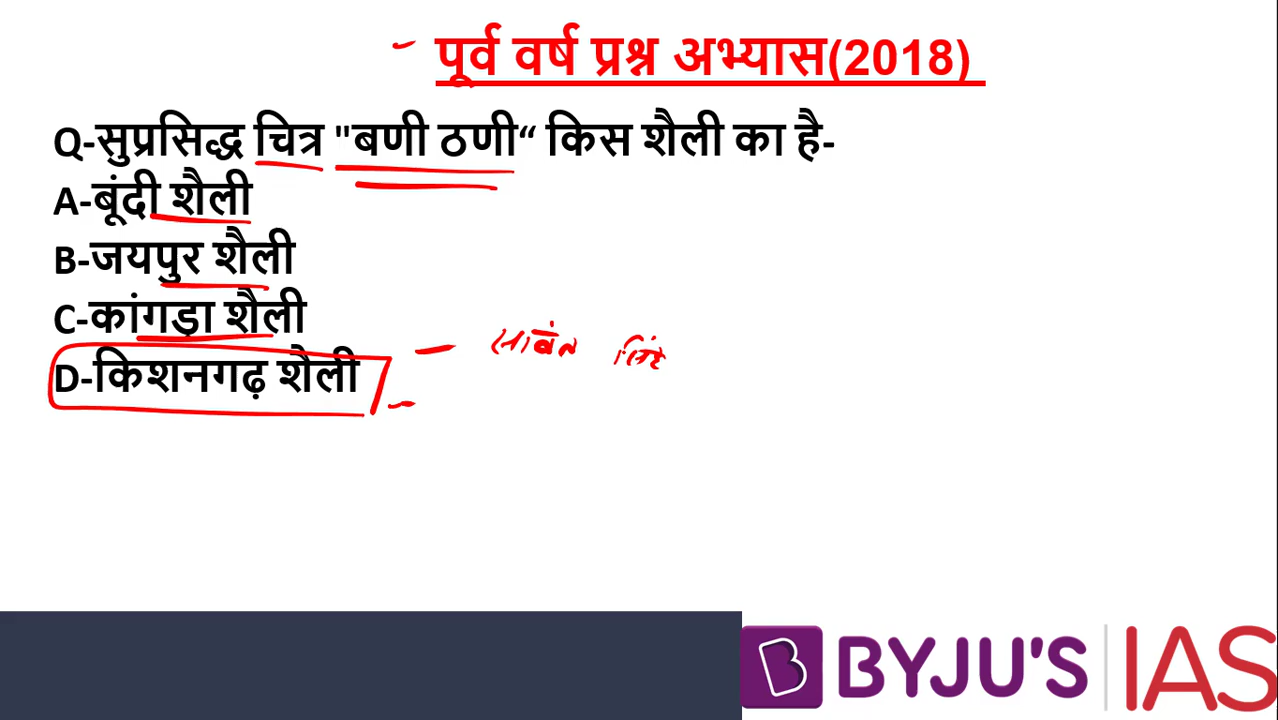 पूर्व वर्ष प्रश्न अभ्यास(2018)
Q-सुप्रसिद्ध चित्र "बणी ठणी“ किस शैली का है-
A-बूंदी शैली
B-जयपुर शैली
C-कांगड़ा शैली
D-किशनगढ़ शैली
सावंत सिंह
BYJU'S IAS